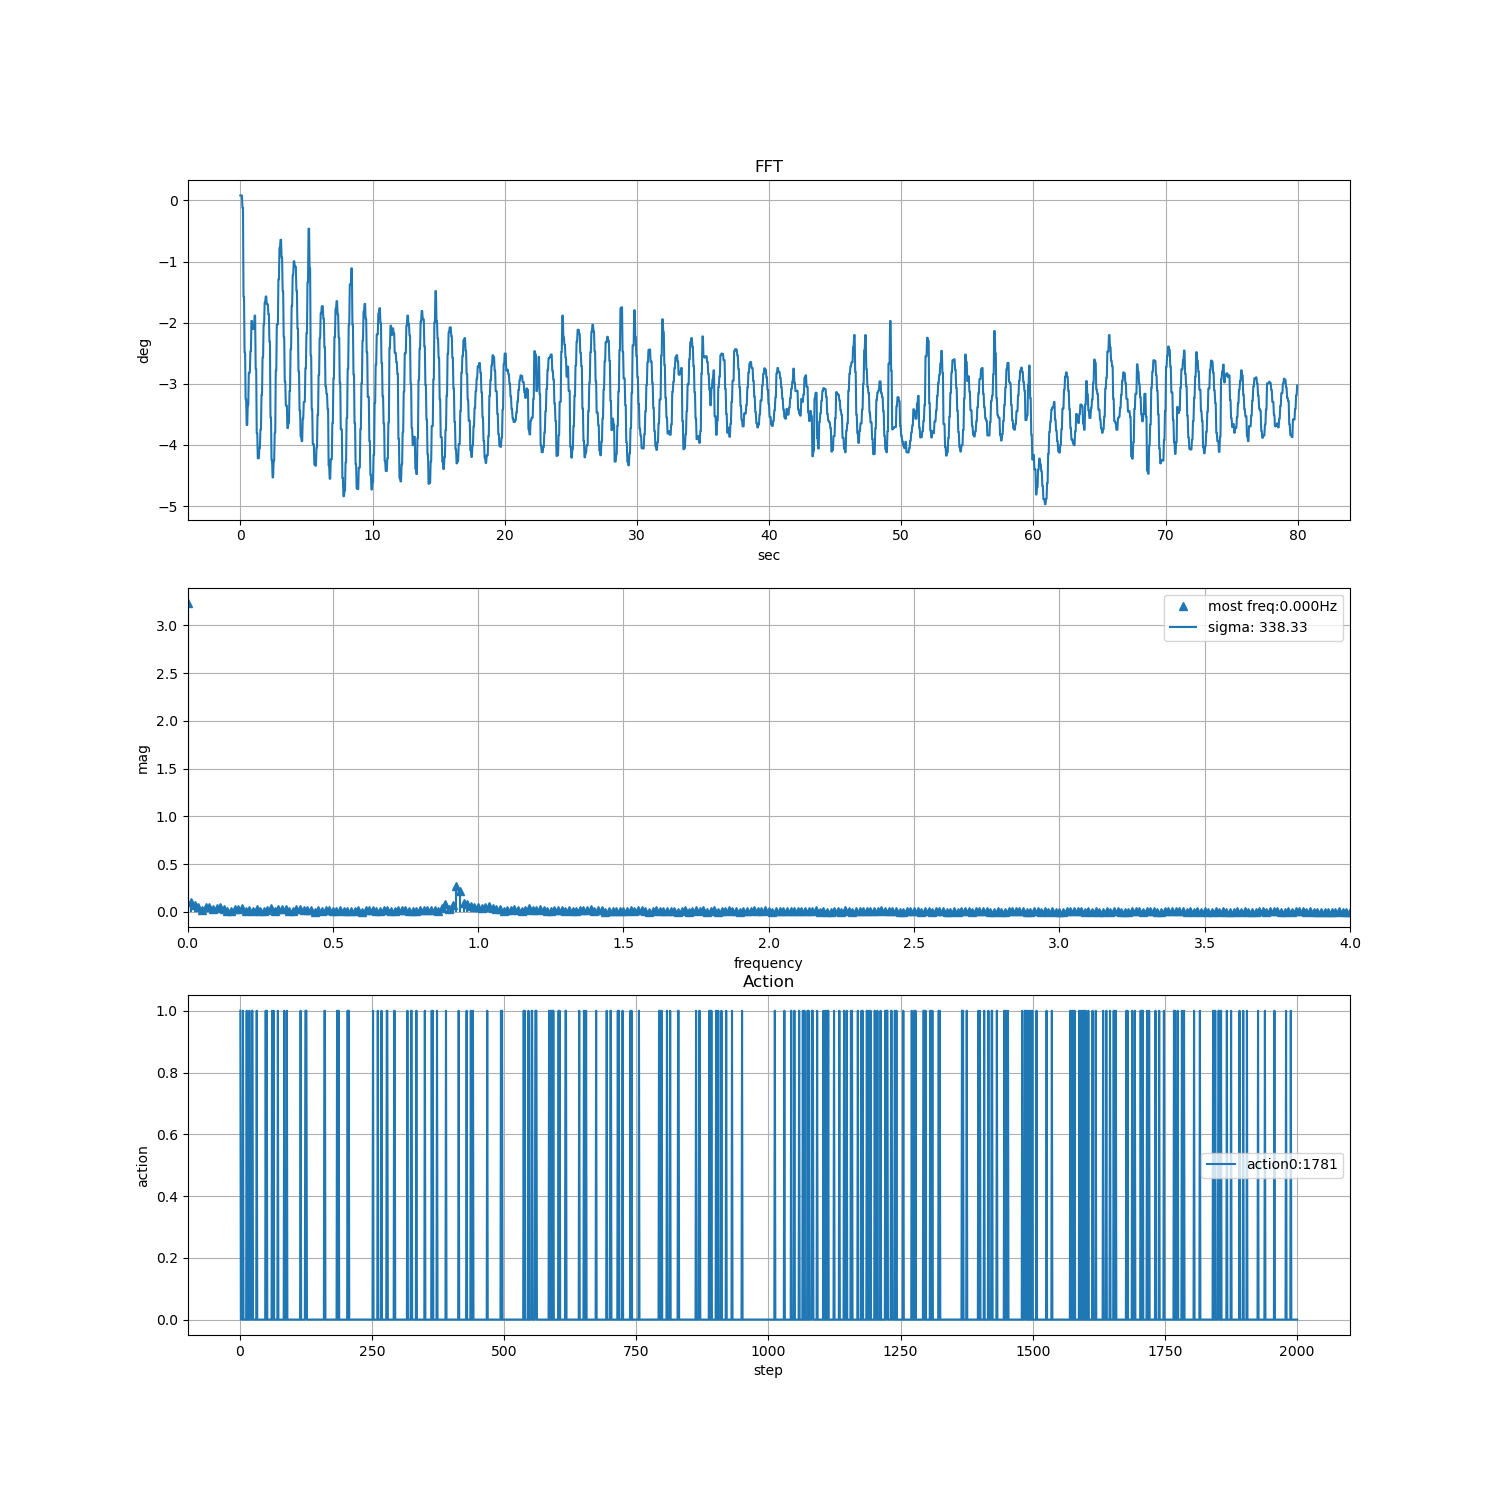 FFT
0
−1
−2
−3
−4
−5
deg
0 10 20 30 40 50 60 70 80
sec
most freq:0.000Hz
sigma: 338.33
3.0
2.5
2.0
1.5
1.0
0.5
0.0
mag
0.0 0.5 1.0 1.5 2.0 2.5 3.0 3.5 4.0
frequency
Action
1.0
0.8
0.6
0.4
0.2
0.0
action
action0:1781
0 250 500 750 1000 1250 1500 1750 2000
step